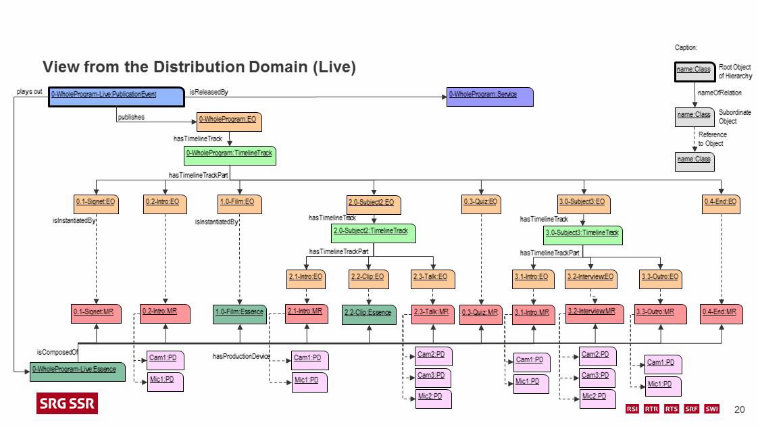 Caption:
View from the Distribution Domain (Live)
name:Class
Root Object
of Hierarchy
nameOfRelation
name:Class
Subordinate
Object
Reference
to Object
name:Class
plays out
0-WholeProgram-Live:PublicationEvent
isReleasedBy
0-WholeProgram:Service
publishes
0-WholeProgram:EO
hasTimelineTrack
0-WholeProgram:TimelineTrack
hasTimelineTrackPart
0.1-Signet:EO
0.2-Intro:EO
1.0-Film:EO
2.0-Subject2:EO
0.3-Quiz:EO
3.0-Subject3:EO
0.4-End:EO
isInstantiatedBy
isInstantiatedBy
hasTimelineTrack
hasTimelineTrack
2.0-Subject2:TimelineTrack
3.0-Subject3:TimelineTrack
hasTimelineTrackPart
hasTimelineTrackPart
2.1-Intro:EO
2.2-Clip:EO
2.3-Talk:EO
3.1-Intro:EO
3.2-Interview:EO
3.3-Outro:EO
0.1-Signet:MR
0.2-Intro:MR
1.0-Film:Essence
2.1-Intro:MR
2.2-Clip:Essence
2.3-Talk:MR
0.3-Quiz:MR
3.1-Intro:MR
3.2-Interview:MR
3.3-Outro:MR
0.4-End:MR
isComposedOf
hasProductionDevice
0-WholeProgram-Live:Essence
Cam1:PD
Mic1:PD
Cam1:PD
Mic1:PD
Cam2:PD
Cam3:PD
Mic2:PD
Cam1:PD
Mic1:PD
Cam2:PD
Cam3:PD
Mic2:PD
Cam1:PD
Mic1:PD
SRG SSR
RSI RTR RTS SRF SWI
20